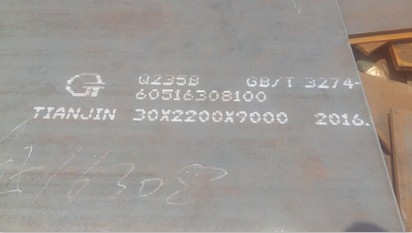 Q235B GB/T 3274-
60516308100
TIANJIN 30X2200X9000 2016.